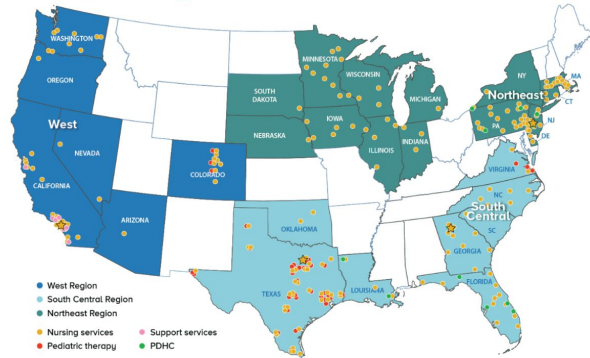 WASHINGTON
OREGON
West
NEVADA
CALIFORNIA
ARIZONA
COLORADO
SOUTH
DAKOTA
NEBRASKA
MINNESOTA
WISCONSIN
MICHIGAN
IOWA
ILLINOIS
INDIANA
NY
Northeast
MA
CT
NJ
PA
DE
VIRGINIA
NC
South
Central
SC
GEORGIA
FLORIDA
OKLAHOMA
TEXAS
LOUISIANA
West Region
South Central Region
Northeast Region
Nursing services
Support services
Pediatric therapy
PDHC